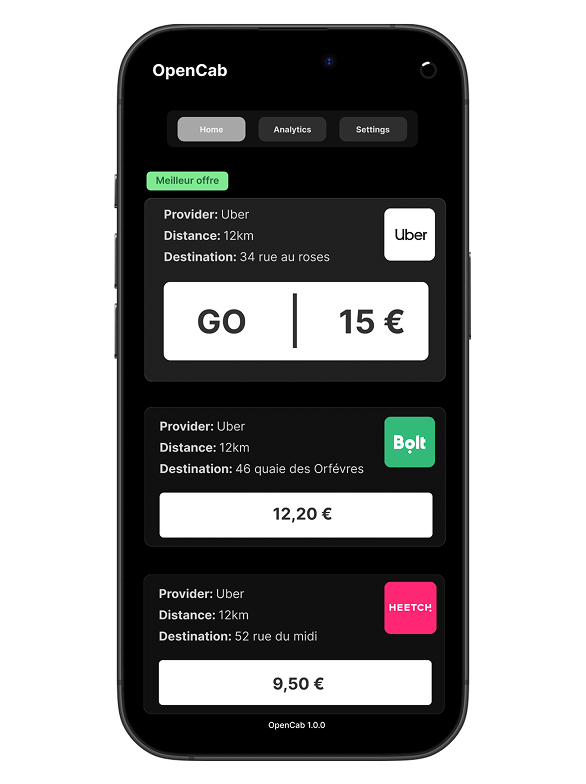 OpenCab
Home Analytics Settings
Meilleur offre
Provider: Uber
Distance: 12km
Destination: 34 rue au roses
Uber
GO | 15 €
Provider: Uber
Distance: 12km
Destination: 46 quaie des Orfévres
Bolt
12,20 €
Provider: Uber
Distance: 12km
Destination: 52 rue du midi
HEETCH
9,50 €
OpenCab 1.0.0